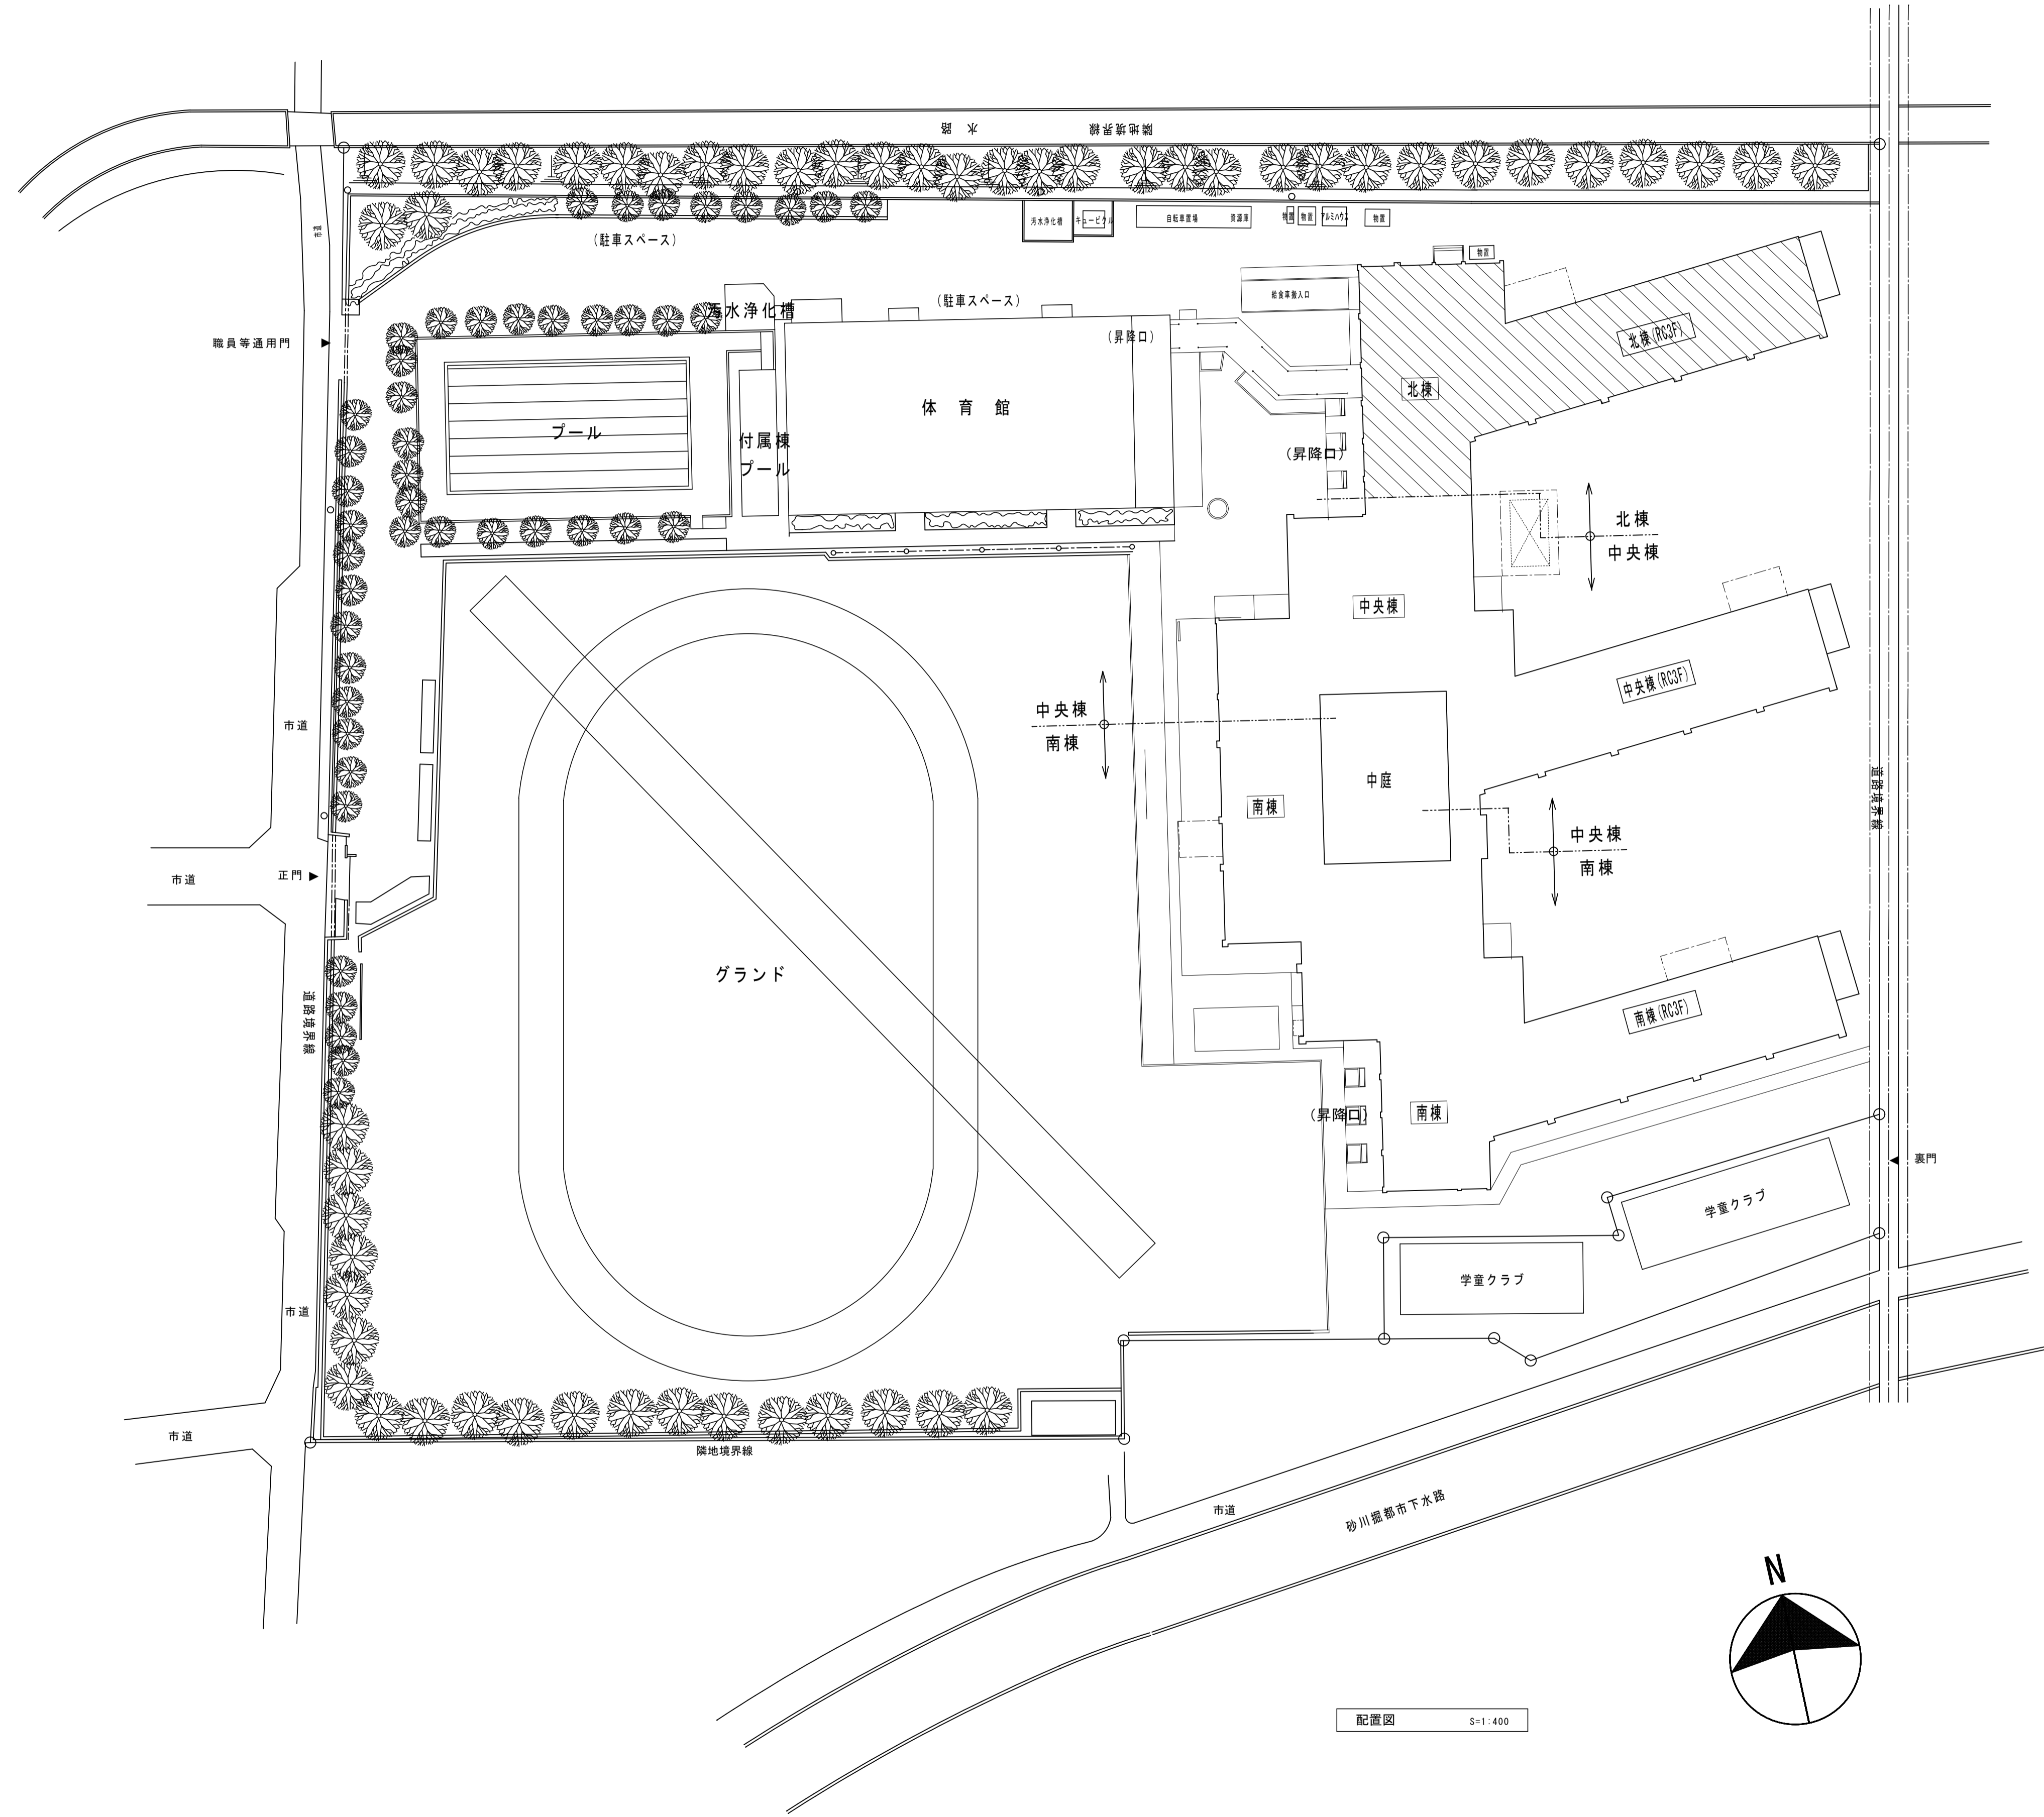 水路
隣地境界線
市道
汚水浄化槽
キュービクル
自転車置場
資源庫
物置
物置
アルミハウス
物置
(駐車スペース)
物置
給食車搬入口
(駐車スペース)
汚水浄化槽
(昇降口)
職員等通用門
北棟(RC3F)
北棟
体育館
プール
付属棟
プール
(昇降口)
北棟
中央棟
中央棟
中央棟(RC3F)
中央棟
南棟
市道
中庭
道路境界線
南棟
中央棟
南棟
市道
正門
グランド
道路境界線
南棟(RC3F)
(昇降口)
南棟
裏門
学童クラブ
学童クラブ
市道
市道
隣地境界線
市道
砂川掘都市下水路
N
配置図 S=1:400